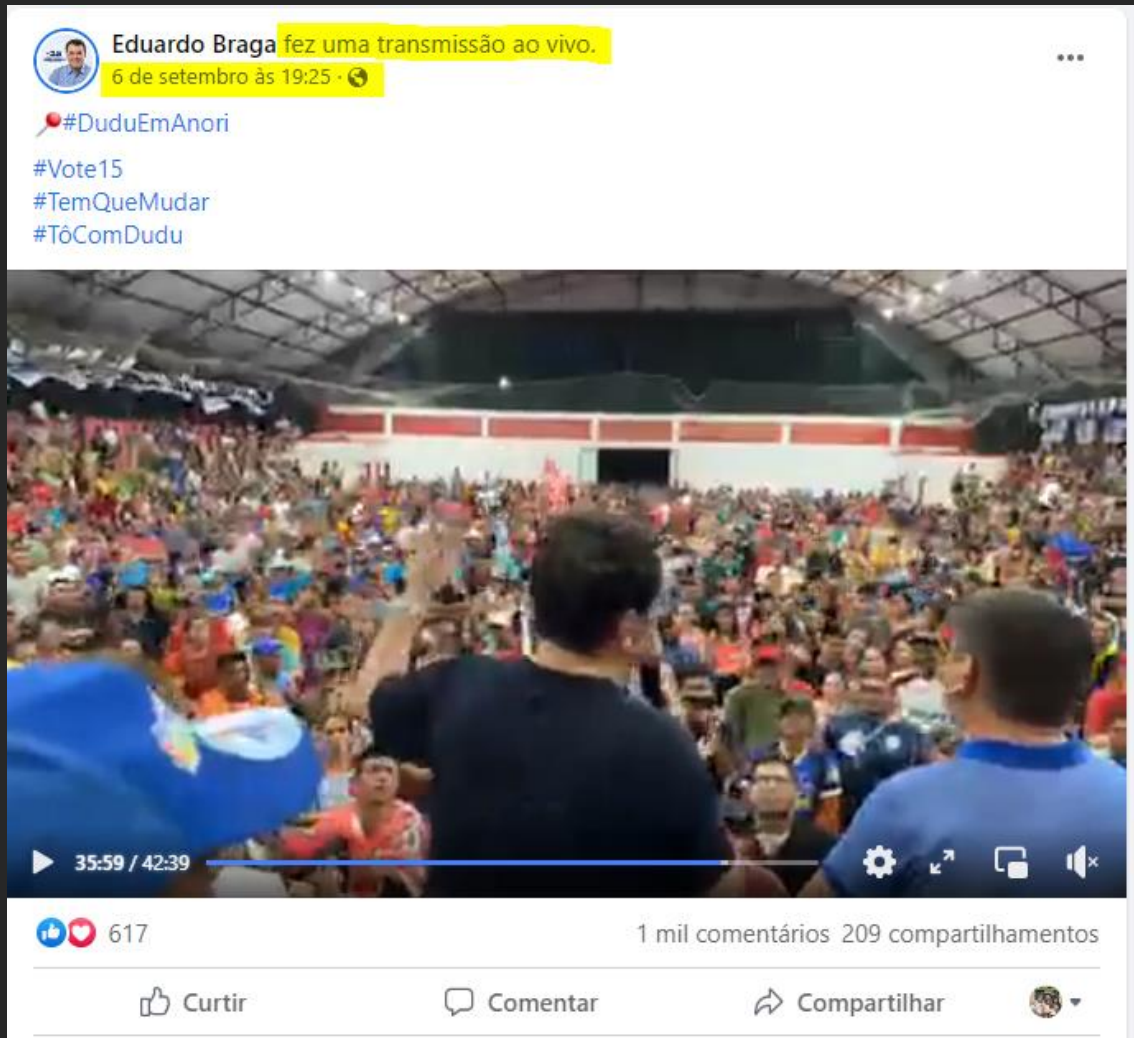 Eduardo Braga fez uma transmissão ao vivo.
6 de setembro às 19:25 ·
#DuduEmAnori
#Vote15
#TemQueMudar
#TôComDudu
35:59 / 42:39
617
1 mil comentários 209 compartilhamentos
Curtir
Comentar
Compartilhar